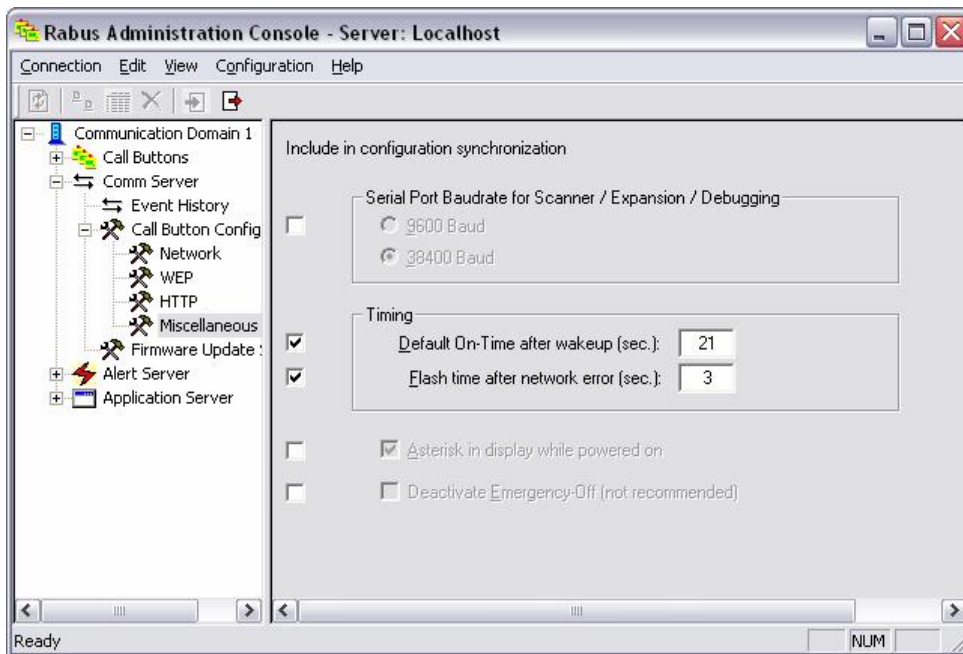 Rabus Administration Console - Server: Localhost
Connection Edit View Configuration Help
Communication Domain 1
Call Buttons
Comm Server
Event History
Call Button Config
Network
WEP
HTTP
Miscellaneous
Firmware Update S
Alert Server
Application Server
Include in configuration synchronization
Serial Port Baudrate for Scanner / Expansion / Debugging
9600 Baud
38400 Baud
Timing
Default On-Time after wakeup (sec.): 21
Flash time after network error (sec.): 3
Asterisk in display while powered on
Deactivate Emergency-Off (not recommended)
Ready
NUM